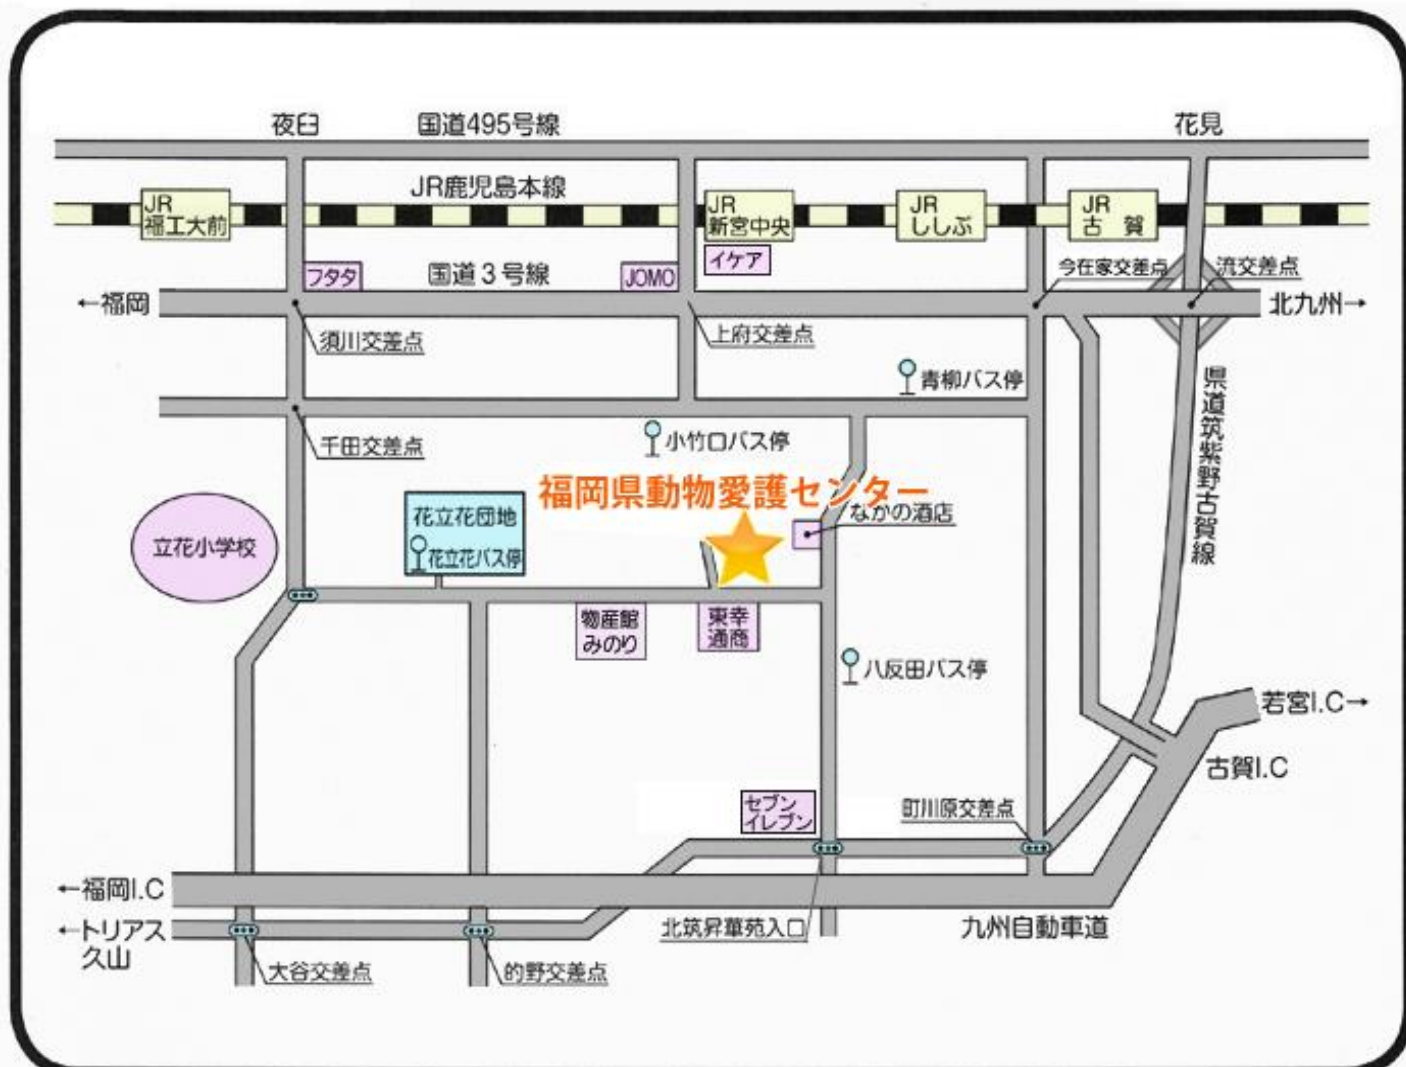 夜臼
国道495号線
花見
JR鹿児島本線
JR
福工大前
JR
新宮中央
JR
ししぶ
JR
古 賀
イケア
フタタ
国道3号線
JOMO
今在家交差点
流交差点
←福岡
北九州→
須川交差点
上府交差点
青柳バス停
県道筑紫野古賀線
千田交差点
小竹口バス停
福岡県動物愛護センター
なかの酒店
花立花団地
花立花バス停
立花小学校
物産館
みのり
東幸
通商
八反田バス停
若宮I.C→
古賀I.C
セブン
イレブン
町川原交差点
←福岡I.C
←トリアス
久山
北筑昇華苑入口
九州自動車道
大谷交差点
的野交差点